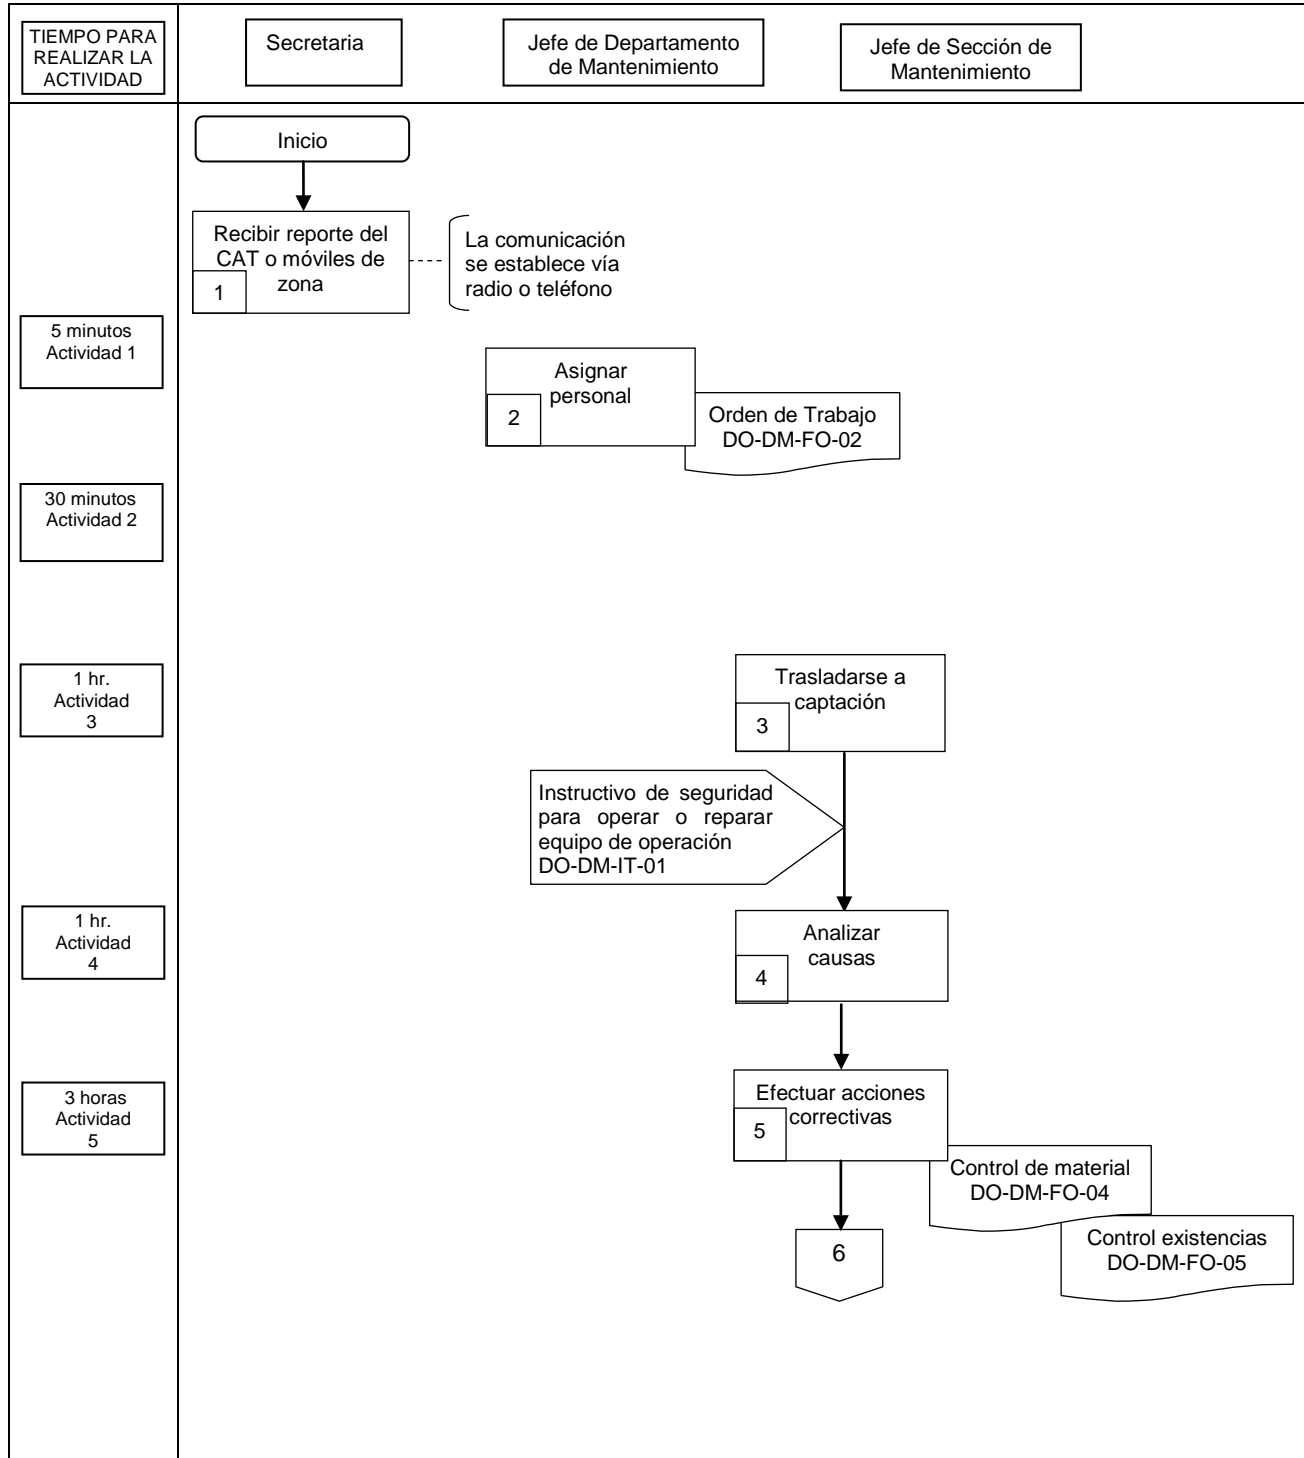 TIEMPO PARA
REALIZAR LA
ACTIVIDAD
Secretaria
Jefe de Departamento
de Mantenimiento
Jefe de Sección de
Mantenimiento
Inicio
Recibir reporte del
CAT o móviles de
zona
1
La comunicación
se establece vía
radio o teléfono
5 minutos
Actividad 1
Asignar
personal
2
Orden de Trabajo
DO-DM-FO-02
30 minutos
Actividad 2
1 hr.
Actividad
3
Trasladarse a
captación
3
Instructivo de seguridad
para operar o reparar
equipo de operación
DO-DM-IT-01
1 hr.
Actividad
4
Analizar
causas
4
3 horas
Actividad
5
Efectuar acciones
correctivas
5
Control de material
DO-DM-FO-04
Control existencias
DO-DM-FO-05
6